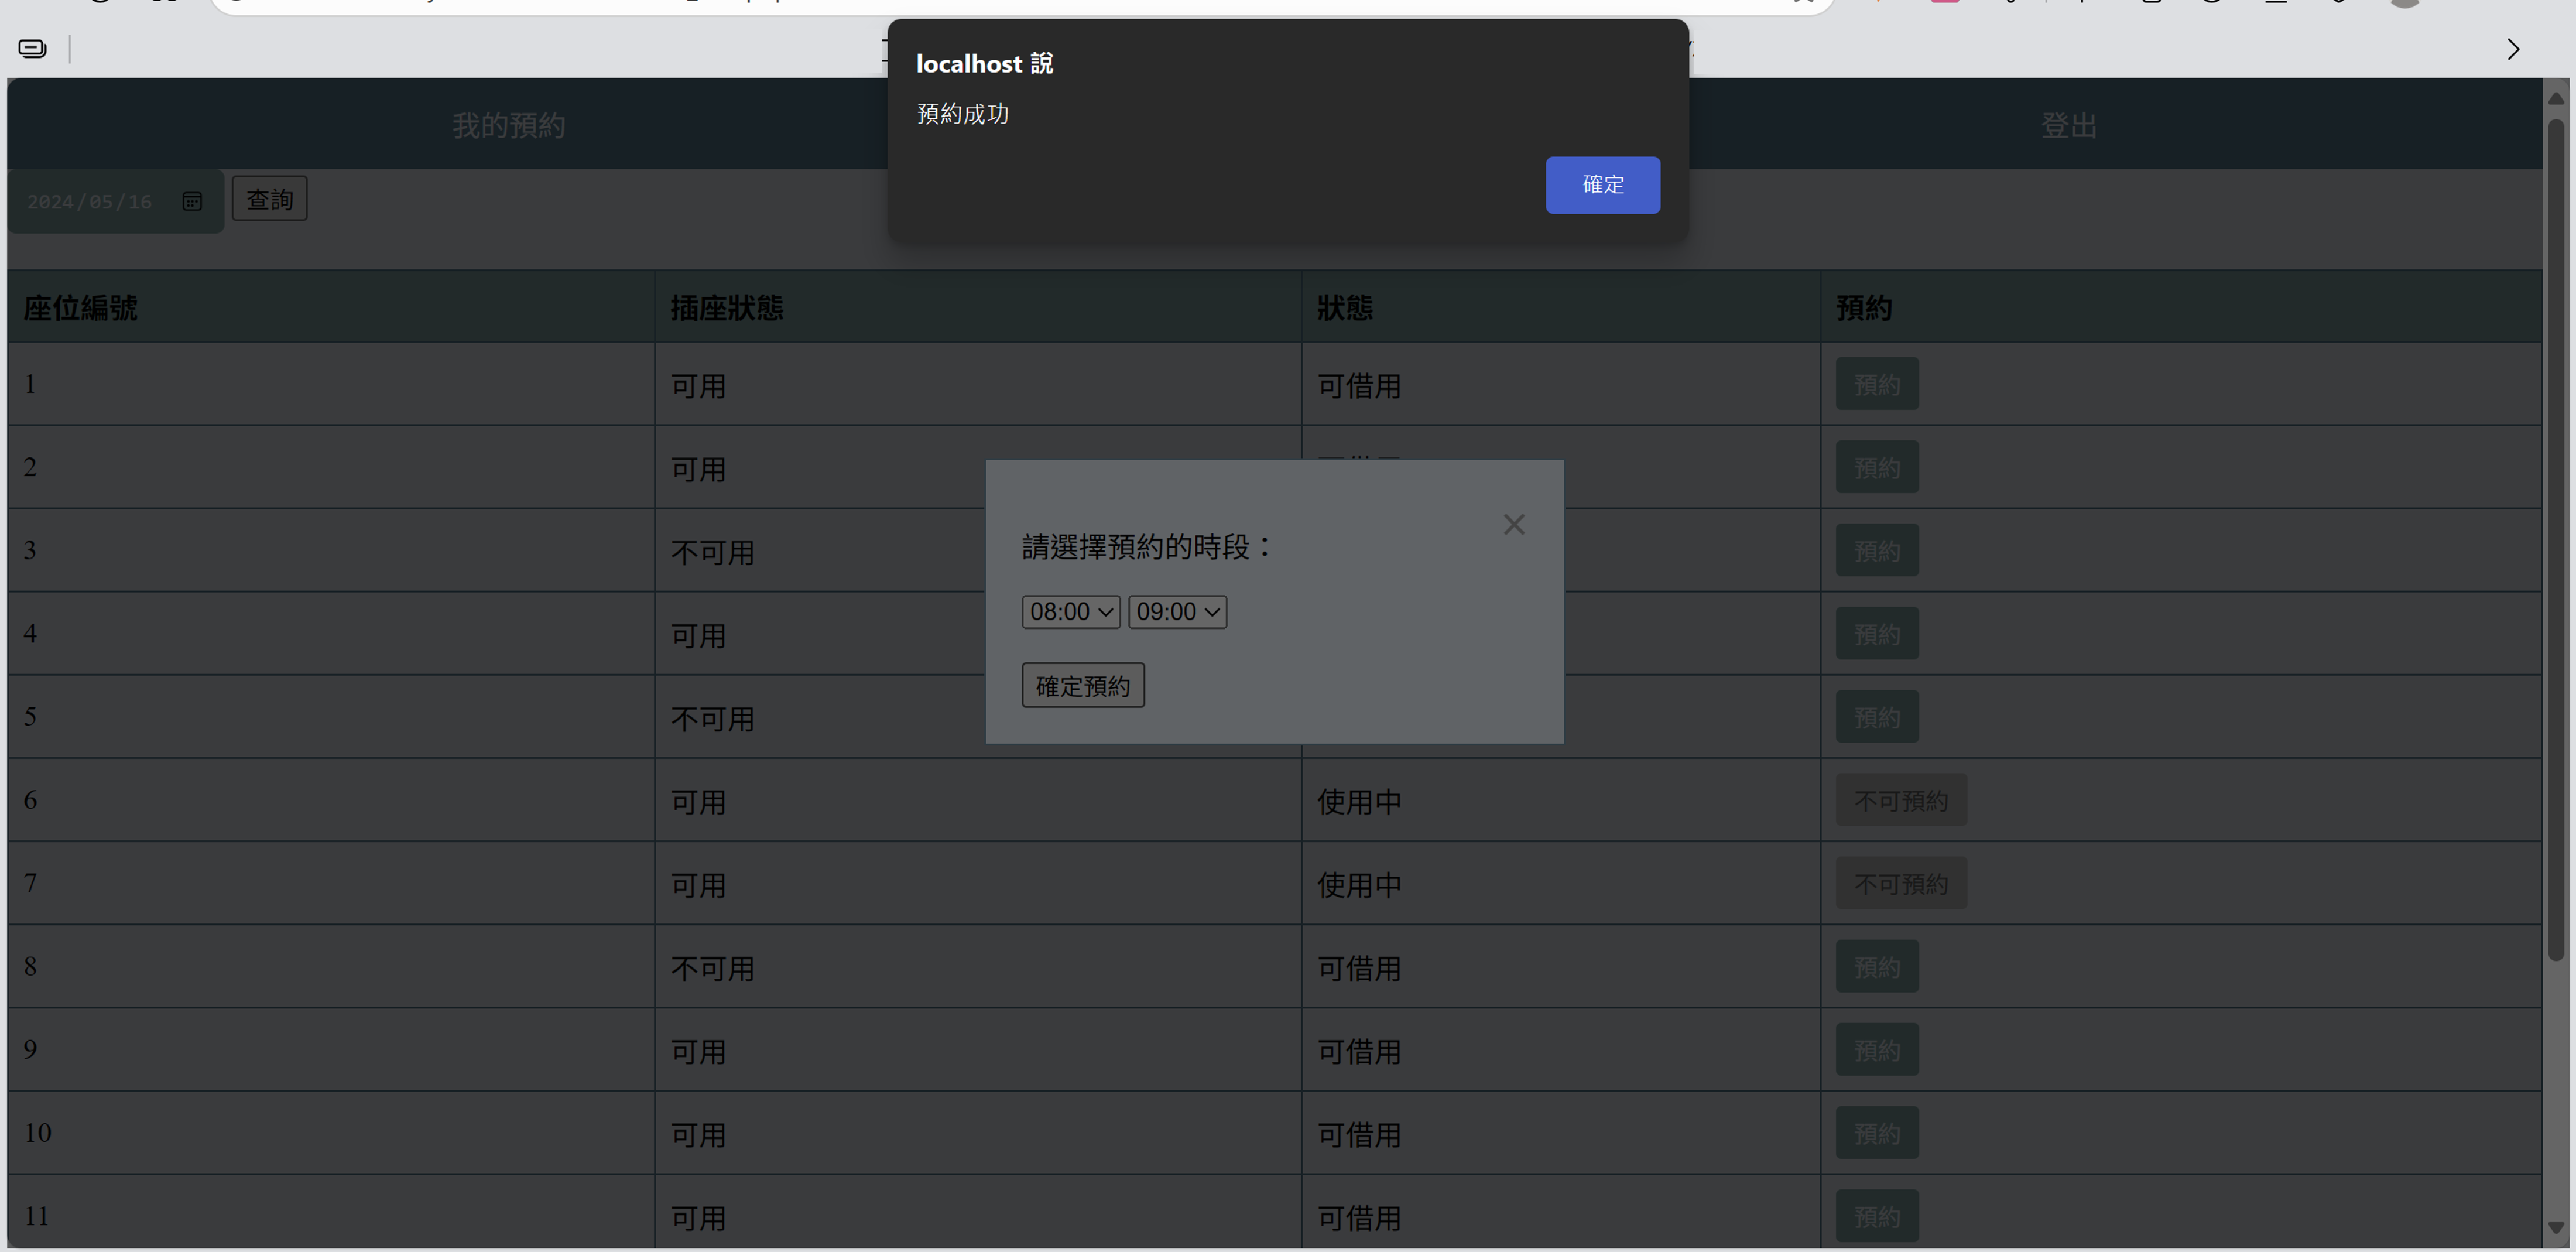 localhost 說
預約成功
確定
我的預約
登出
2024/05/16
查詢
座位編號 插座狀態 狀態 預約
1 可用 可借用 預約
2 可用 預約
3 不可用 預約
4 可用 預約
5 不可用 預約
請選擇預約的時段：
08:00 09:00
確定預約
6 可用 使用中 不可預約
7 可用 使用中 不可預約
8 不可用 可借用 預約
9 可用 可借用 預約
10 可用 可借用 預約
11 可用 可借用 預約